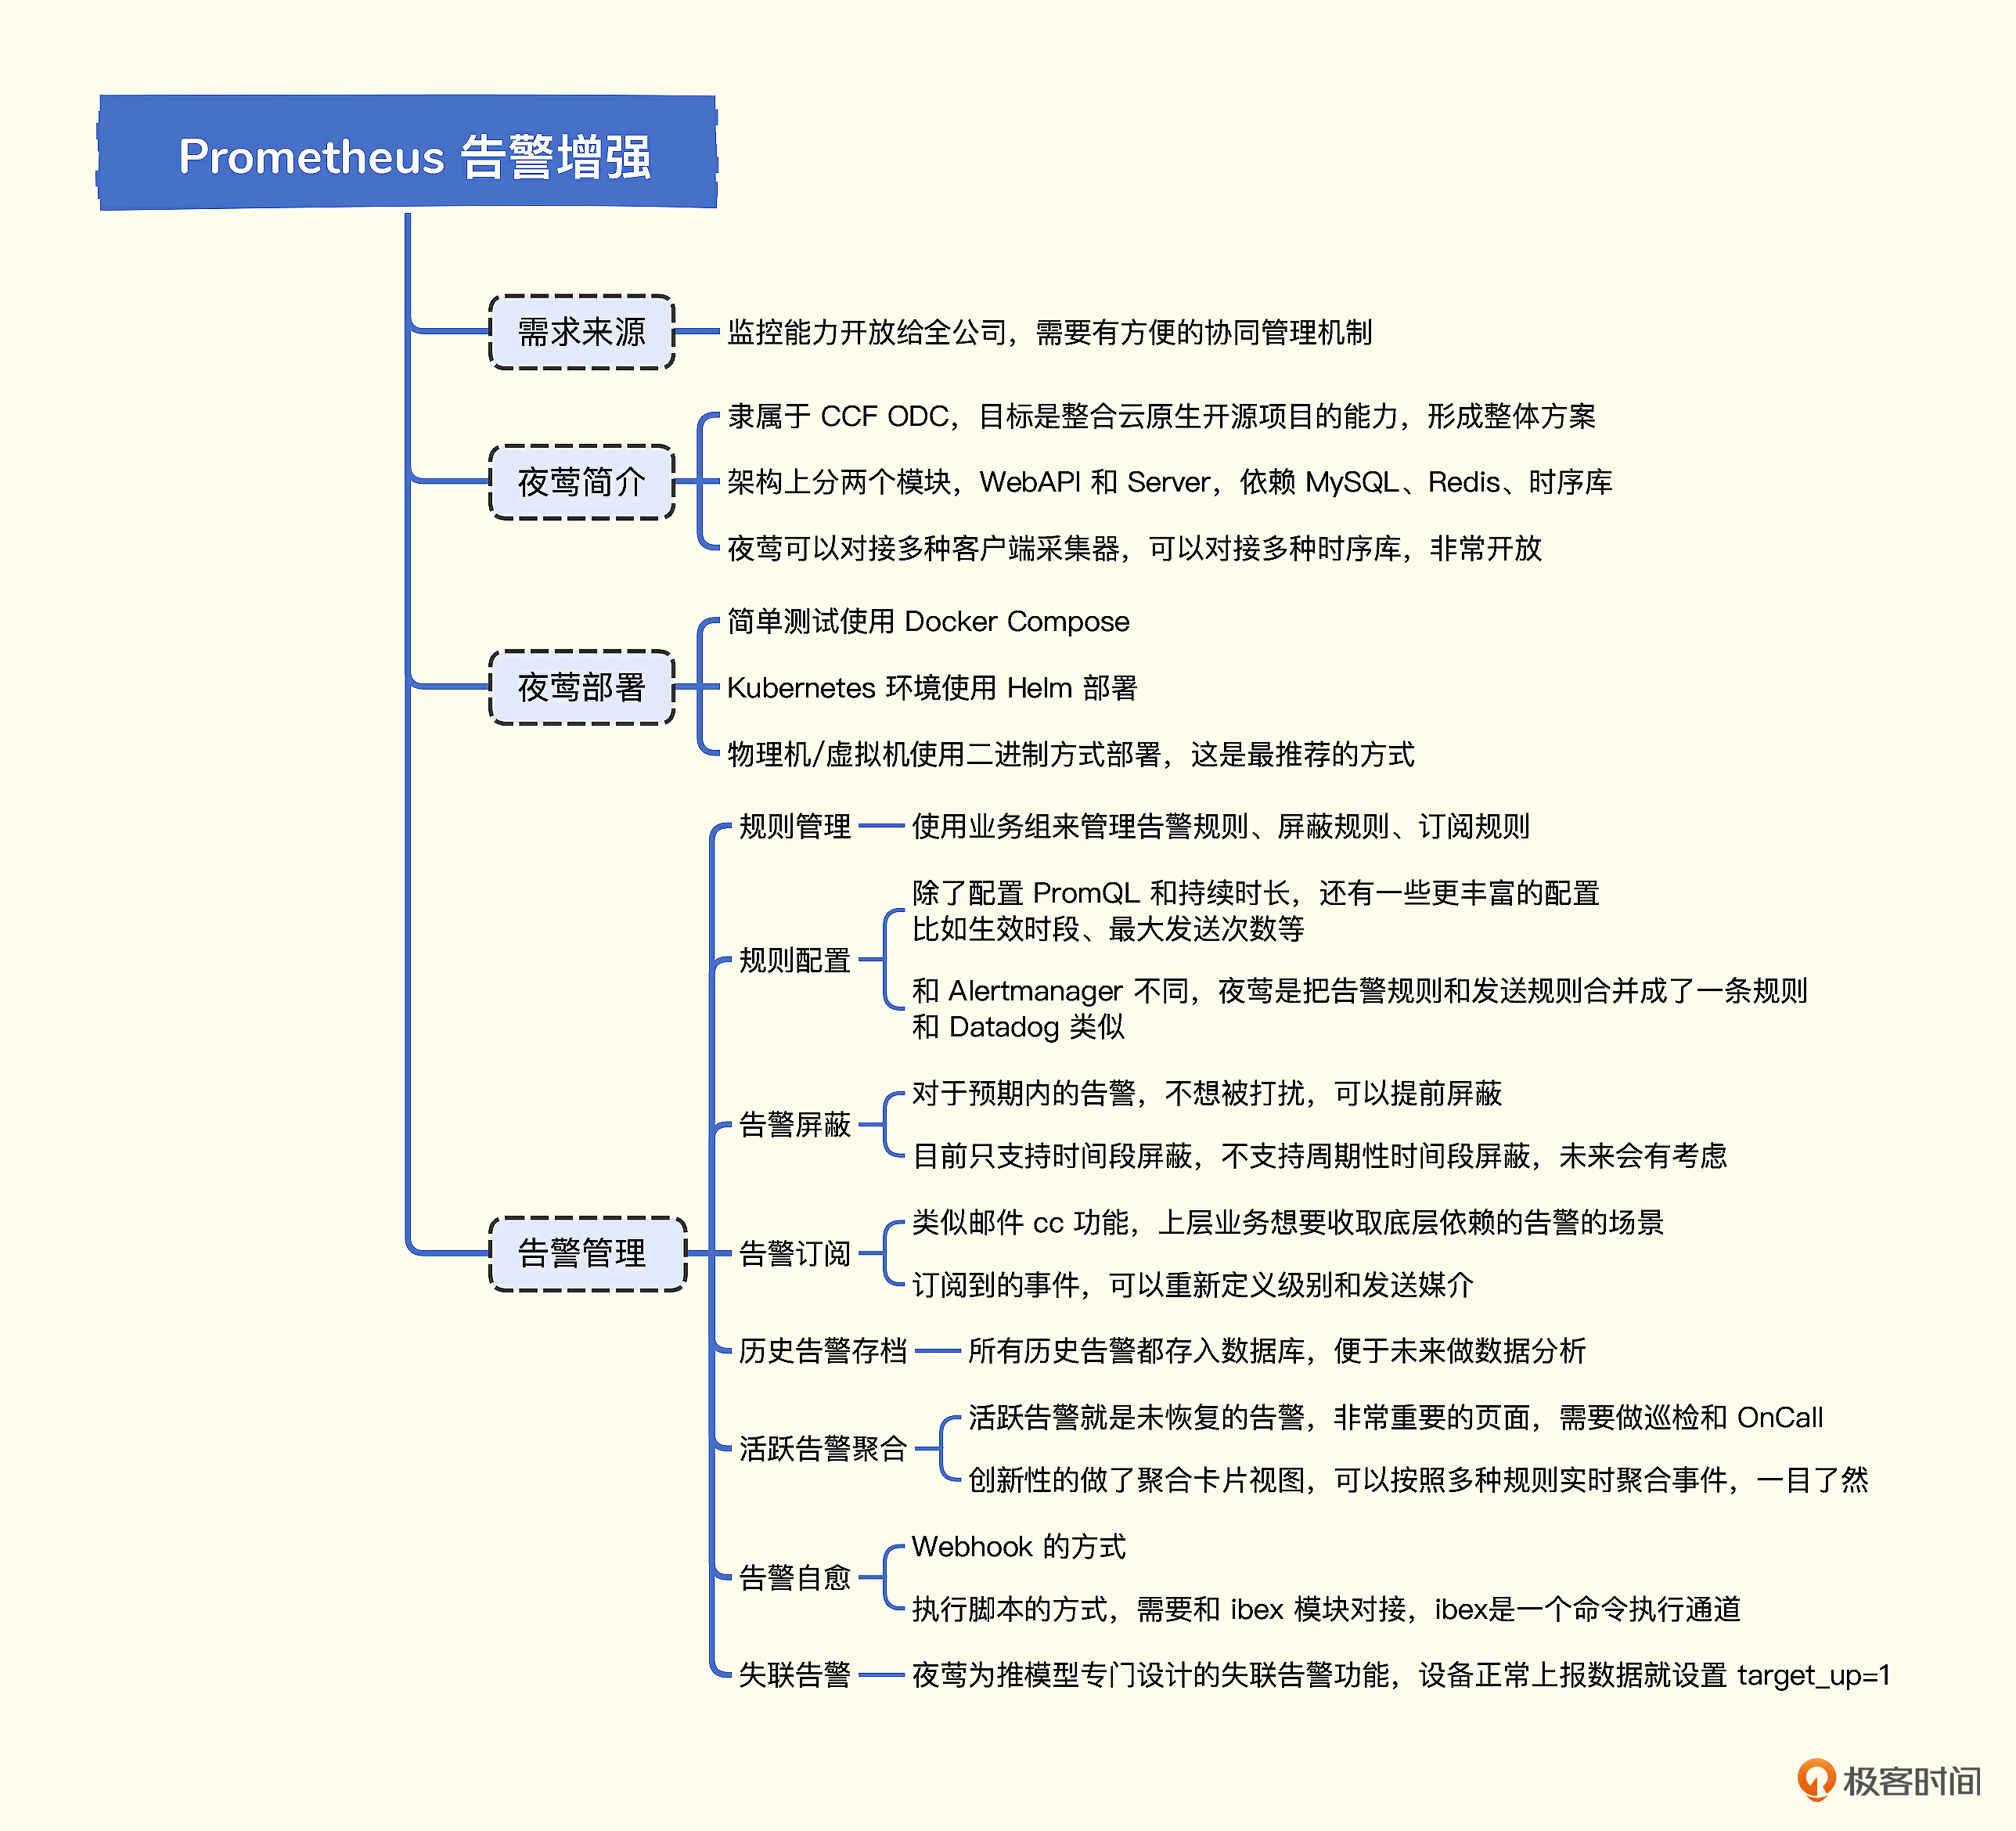 Prometheus 告警增强
需求来源
监控能力开放给全公司，需要有方便的协同管理机制
夜莺简介
隶属于 CCF ODC，目标是整合云原生开源项目的能力，形成整体方案
架构上分两个模块，WebAPI 和 Server，依赖 MySQL、Redis、时序库
夜莺可以对接多种客户端采集器，可以对接多种时序库，非常开放
夜莺部署
简单测试使用 Docker Compose
Kubernetes 环境使用 Helm 部署
物理机/虚拟机使用二进制方式部署，这是最推荐的方式
告警管理
规则管理
使用业务组来管理告警规则、屏蔽规则、订阅规则
规则配置
除了配置 PromQL 和持续时长，还有一些更丰富的配置
比如生效时段、最大发送次数等
和 Alertmanager 不同，夜莺是把告警规则和发送规则合并成了一条规则
和 Datadog 类似
告警屏蔽
对于预期内的告警，不想被打扰，可以提前屏蔽
目前只支持时间段屏蔽，不支持周期性时间段屏蔽，未来会有考虑
告警订阅
类似邮件 cc 功能，上层业务想要收取底层依赖的告警的场景
订阅到的事件，可以重新定义级别和发送媒介
历史告警存档
所有历史告警都存入数据库，便于未来做数据分析
活跃告警聚合
活跃告警就是未恢复的告警，非常重要的页面，需要做巡检和 OnCall
创新性的做了聚合卡片视图，可以按照多种规则实时聚合事件，一目了然
告警自愈
Webhook 的方式
执行脚本的方式，需要和 ibex 模块对接，ibex是一个命令执行通道
失联告警
夜莺为推模型专门设计的失联告警功能，设备正常上报数据就设置 target_up=1
极客时间